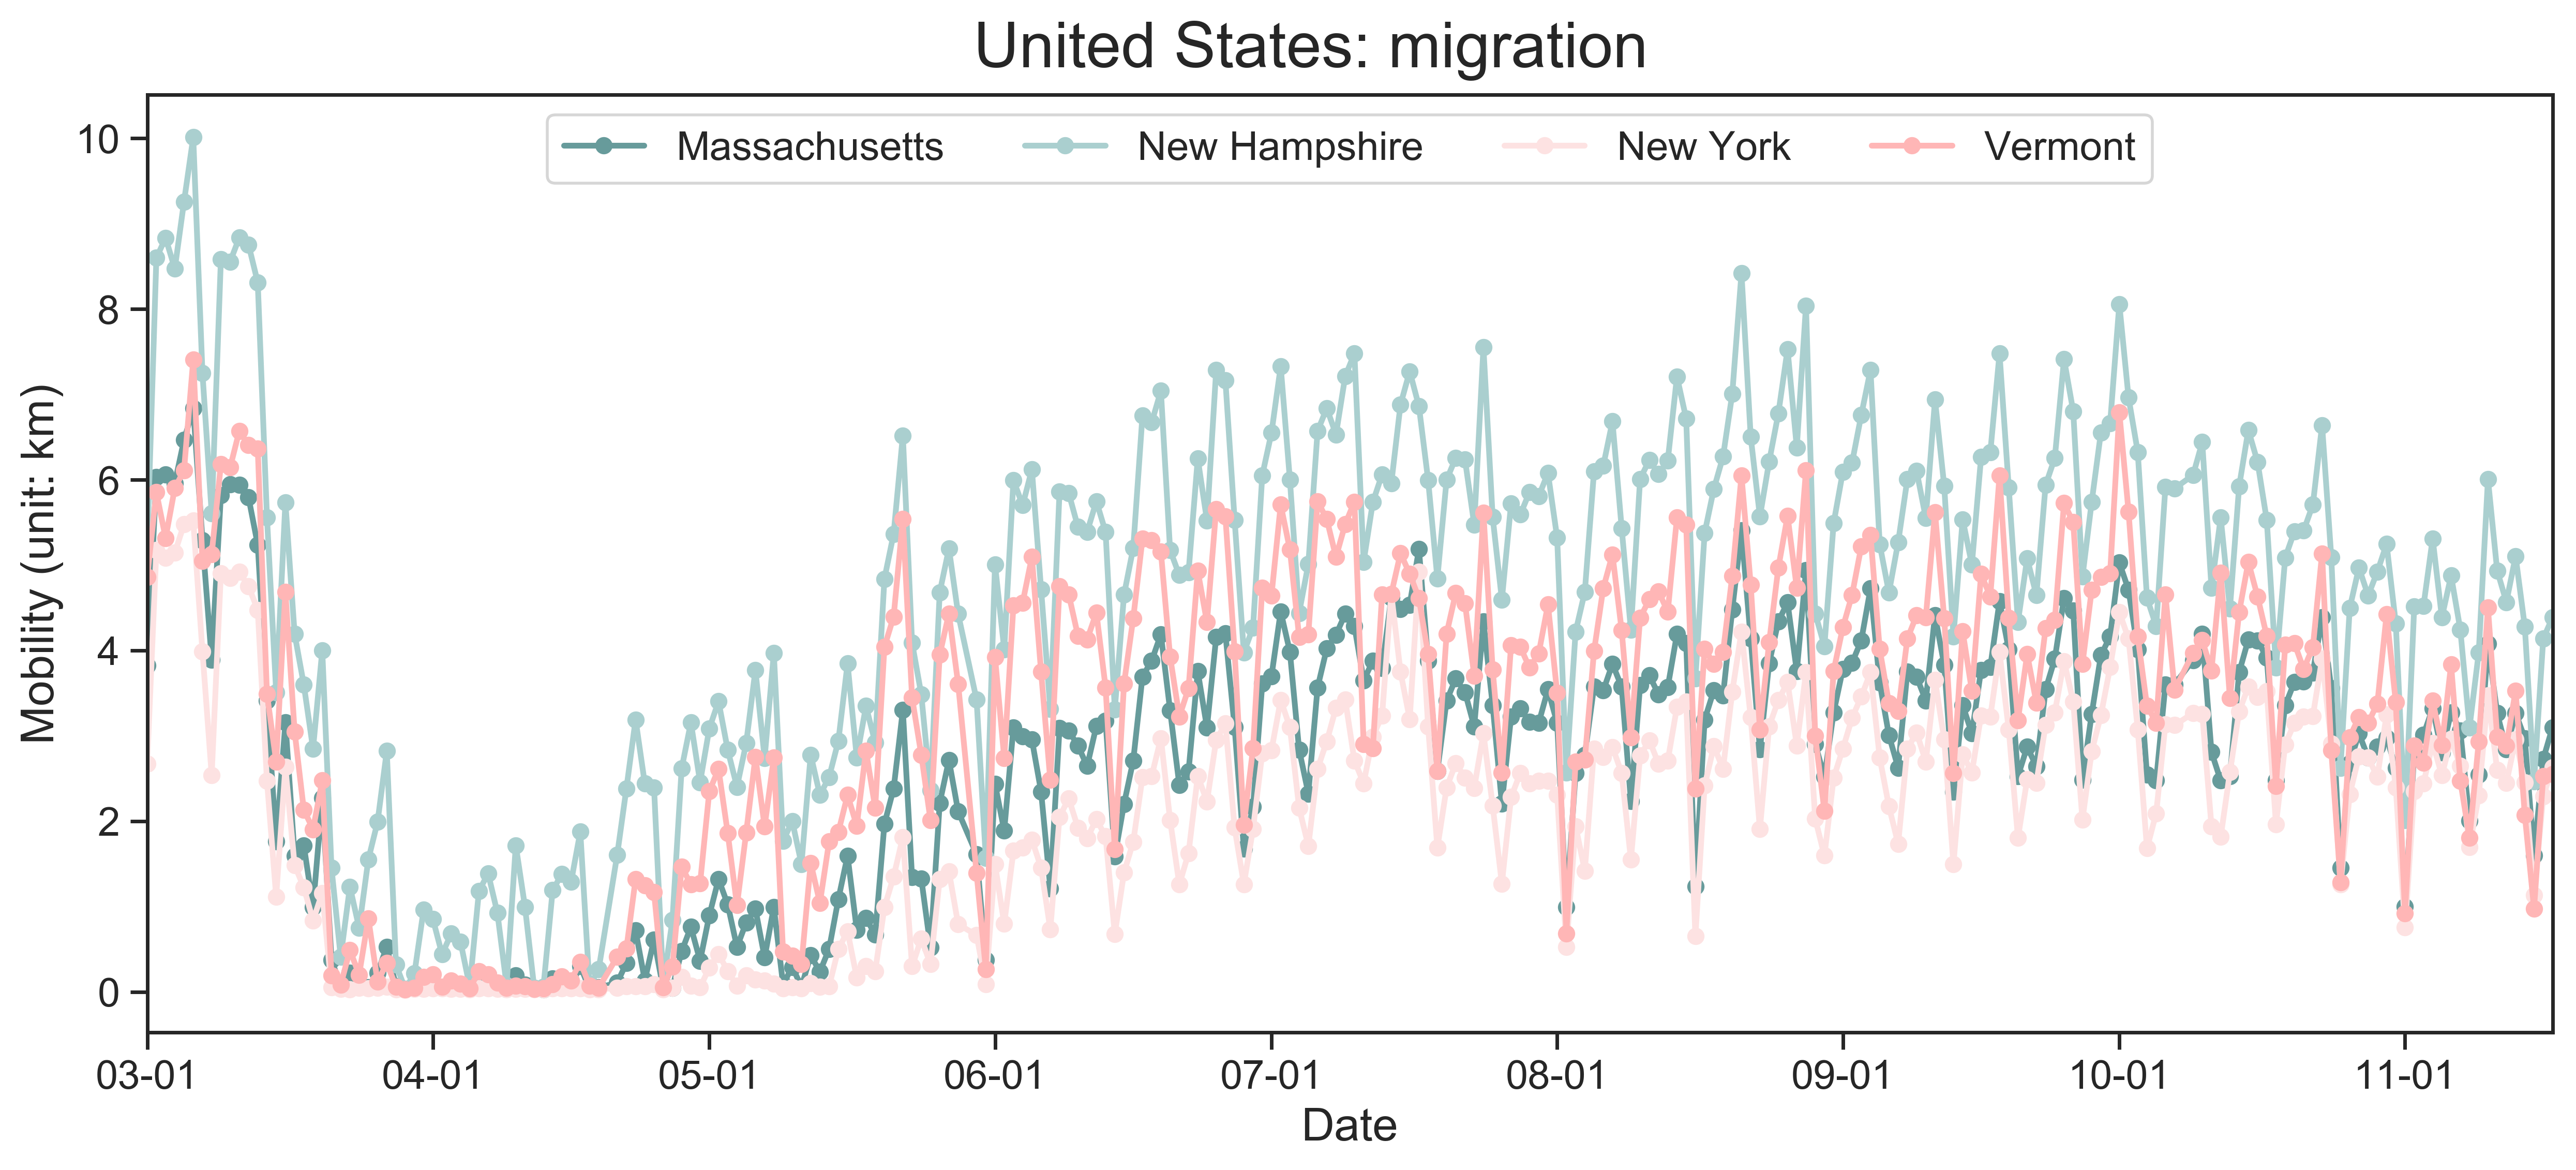 United States: migration
Massachusetts New Hampshire New York Vermont
Mobility (unit: km)
10
8
6
4
2
0
03-01 04-01 05-01 06-01 07-01 08-01 09-01 10-01 11-01
Date